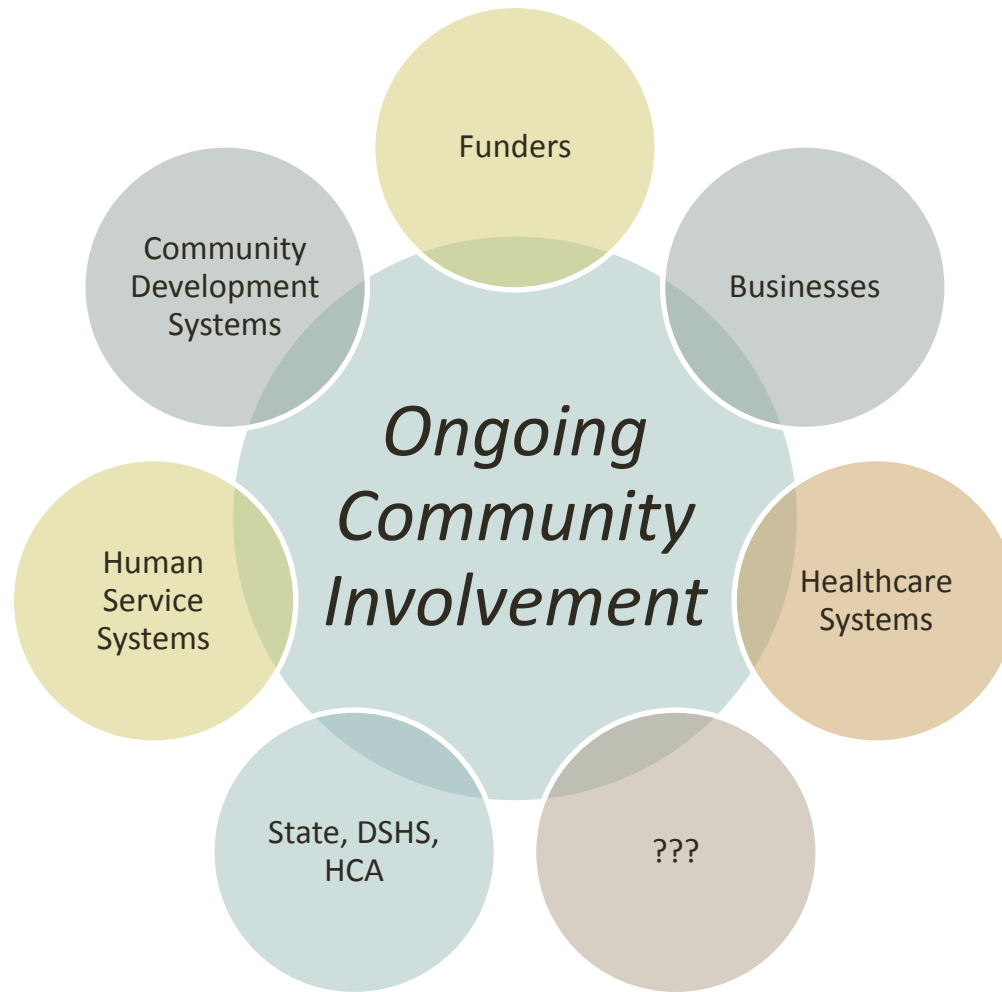 Funders
Community
Development
Systems
Businesses
Ongoing
Community
Involvement
Human
Service
Systems
Healthcare
Systems
State, DSHS,
HCA
???